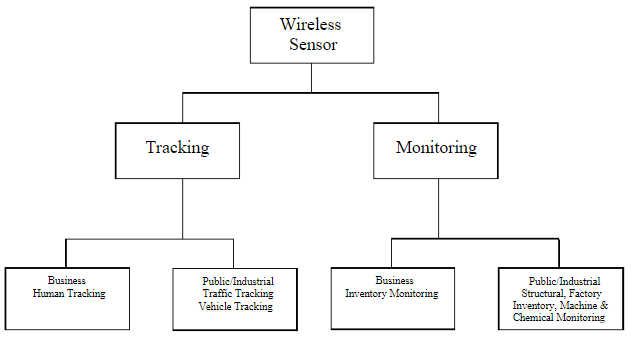 Wireless
Sensor
Tracking
Monitoring
Business
Human Tracking
Public/Industrial
Traffic Tracking
Vehicle Tracking
Business
Inventory Monitoring
Public/Industrial
Structural, Factory
Inventory, Machine &
Chemical Monitoring